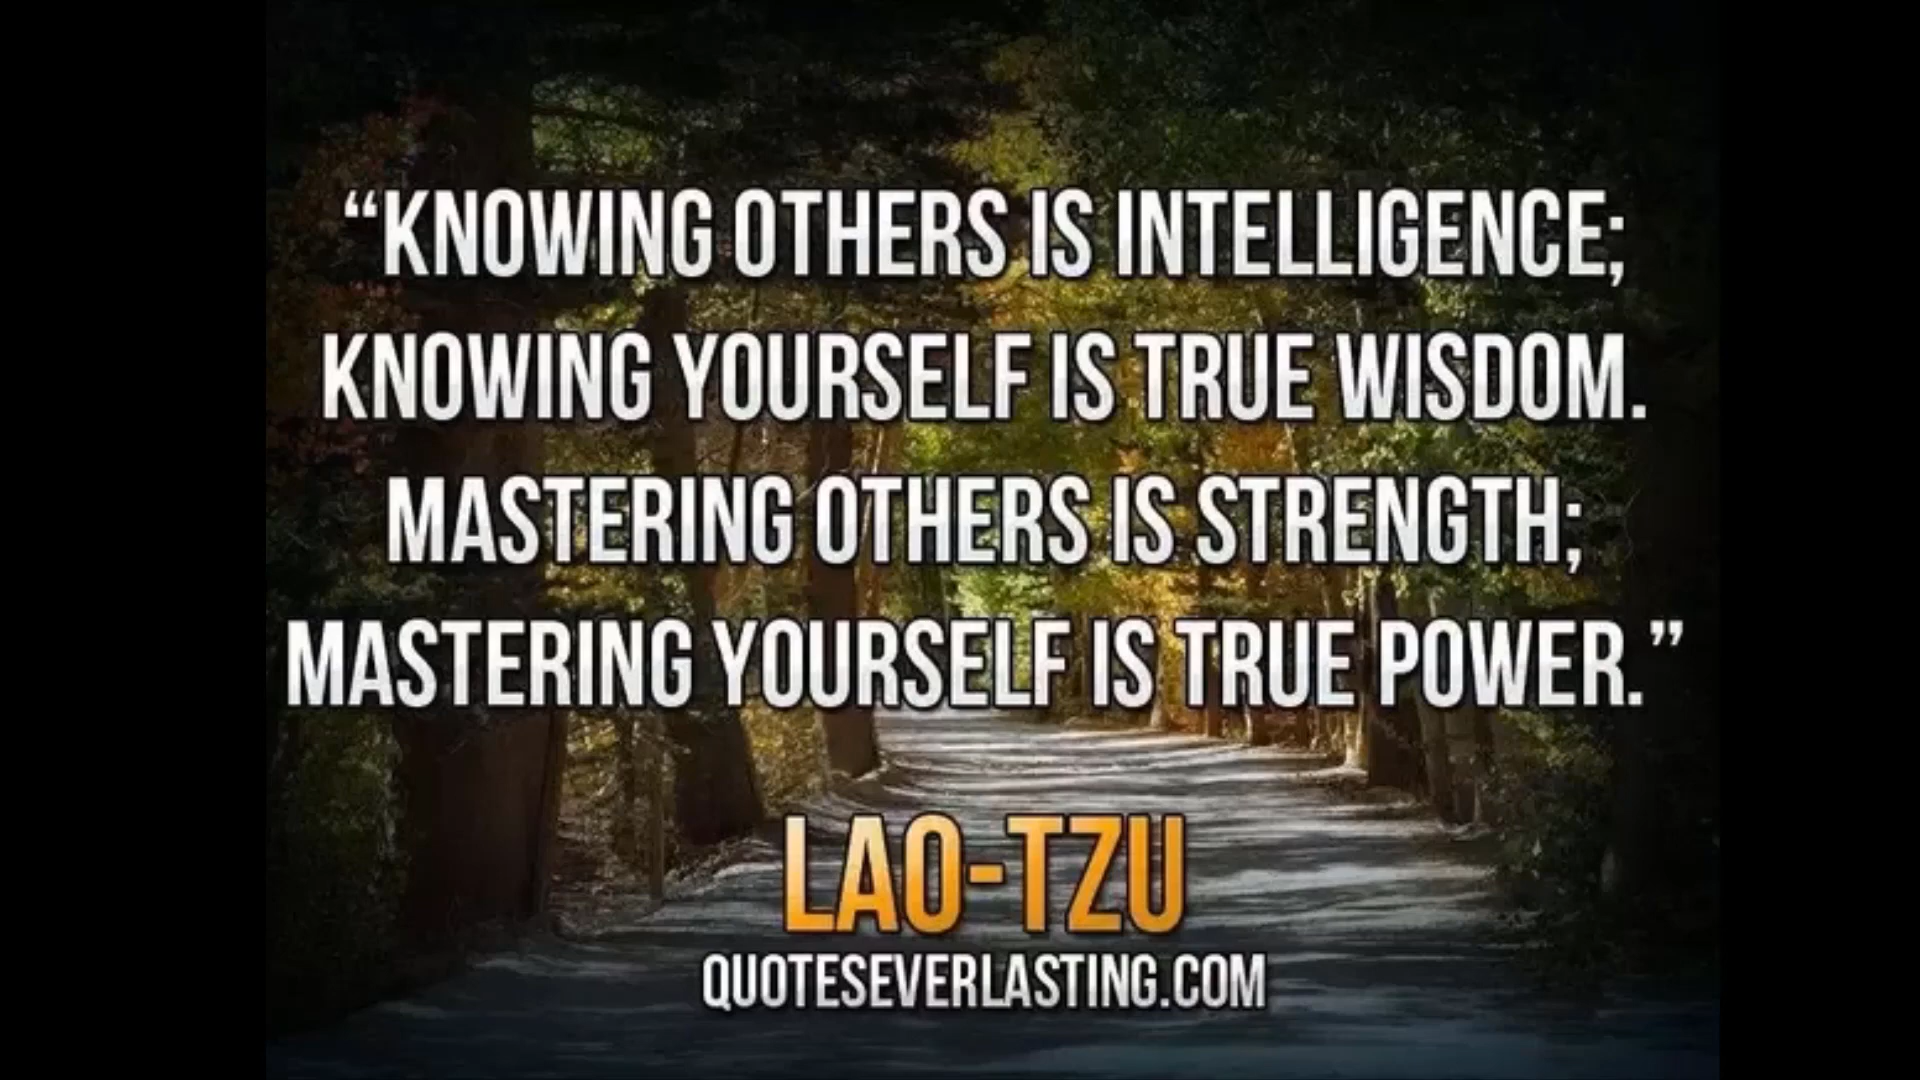 “KNOWING OTHERS IS INTELLIGENCE;
KNOWING YOURSELF IS TRUE WISDOM.
MASTERING OTHERS IS STRENGTH;
MASTERING YOURSELF IS TRUE POWER.”
LAO-TZU
QUOTESEVERLASTING.COM